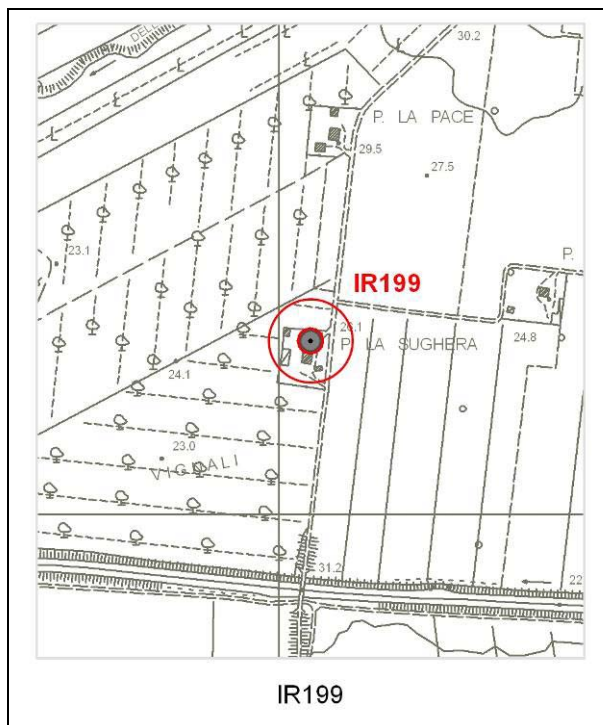 DELL
30.2
P. LA PACE
29.5
27.5
23.1
P.
IR199
26.1
P. LA SUGHERA
24.8
24.1
23.0
VIGNALI
31.2
22
IR199